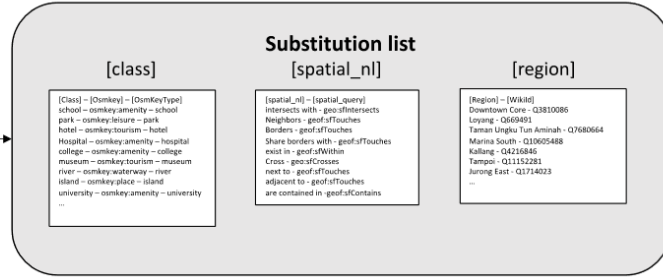 Substitution list
[class]
[spatial_nl]
[region]
[Class] – [Osmkey] – [OsmKeyType]
school – osmkey:amenity – school
park – osmkey:leisure – park
hotel – osmkey:tourism – hotel
Hospital – osmkey:amenity – hospital
college – osmkey:amenity – college
museum – osmkey:tourism – museum
river – osmkey:waterway – river
island – osmkey:place – island
university – osmkey:amenity – university
…
[spatial_nl] – [spatial_query]
Intersects with - geo:sfIntersects
Neighbors - geof:sfTouches
Borders - geof:sfTouches
Share borders with - geof:sfTouches
exist in - geof:sfWithin
Cross - geo:sfCrosses
next to - geof:sfTouches
adjacent to - geof:sfTouches
are contained in -geof:sfContains
[Region] – [WikiId]
Downtown Core - Q3810086
Loyang - Q669491
Taman Ungku Tun Aminah - Q7680664
Marina South - Q10605488
Kallang - Q4216846
Tampoi - Q11152281
Jurong East - Q1714023
…